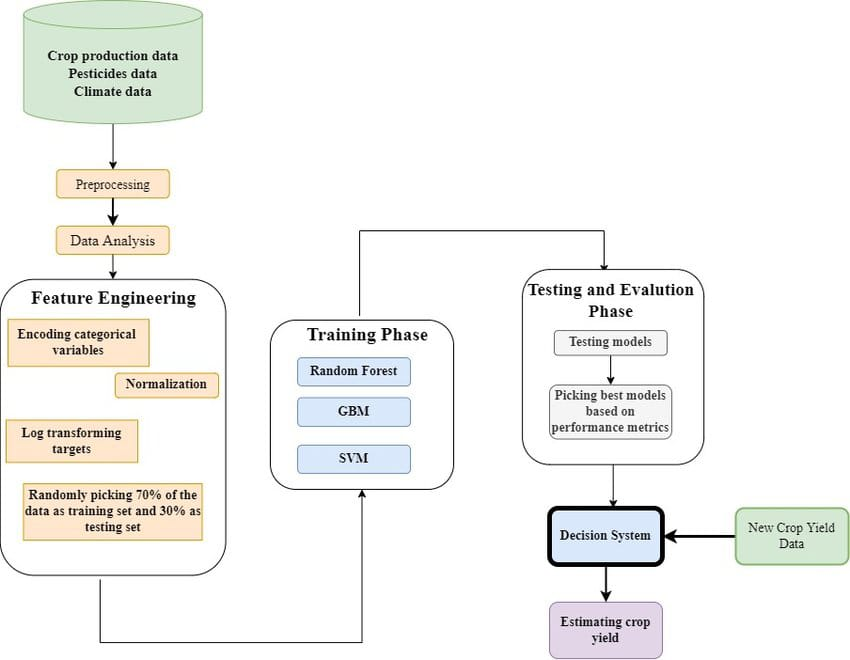 Crop production data
Pesticides data
Climate data
Preprocessing
Data Analysis
Feature Engineering
Encoding categorical
variables
Normalization
Log transforming
targets
Randomly picking 70% of the
data as training set and 30% as
testing set
Training Phase
Random Forest
GBM
SVM
Testing and Evalution
Phase
Testing models
Picking best models
based on
performance metrics
Decision System
New Crop Yield
Data
Estimating crop
yield